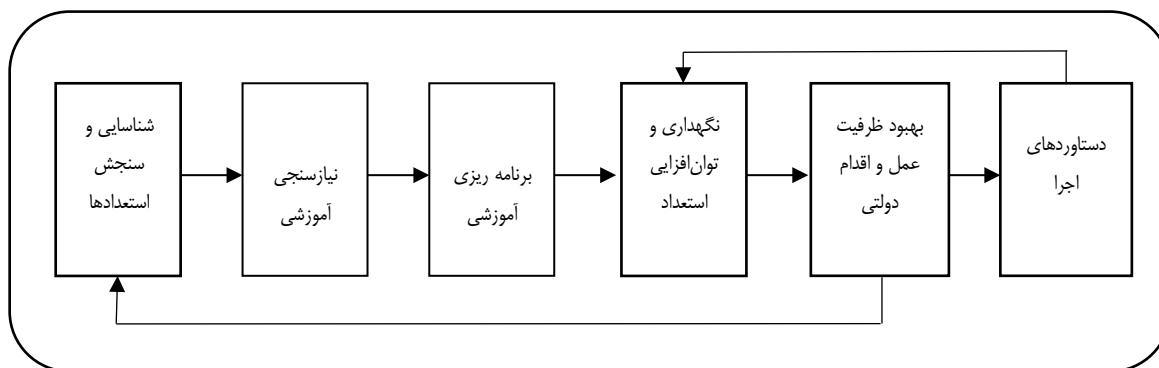 شناسایی و
سنجش
استعدادها
نیازسنجی
آموزشی
برنامه ریزی
آموزشی
نگهداری و
توان‌افزایی
استعداد
بهبود ظرفیت
عمل و اقدام
دولتی
دستاوردهای
اجرا